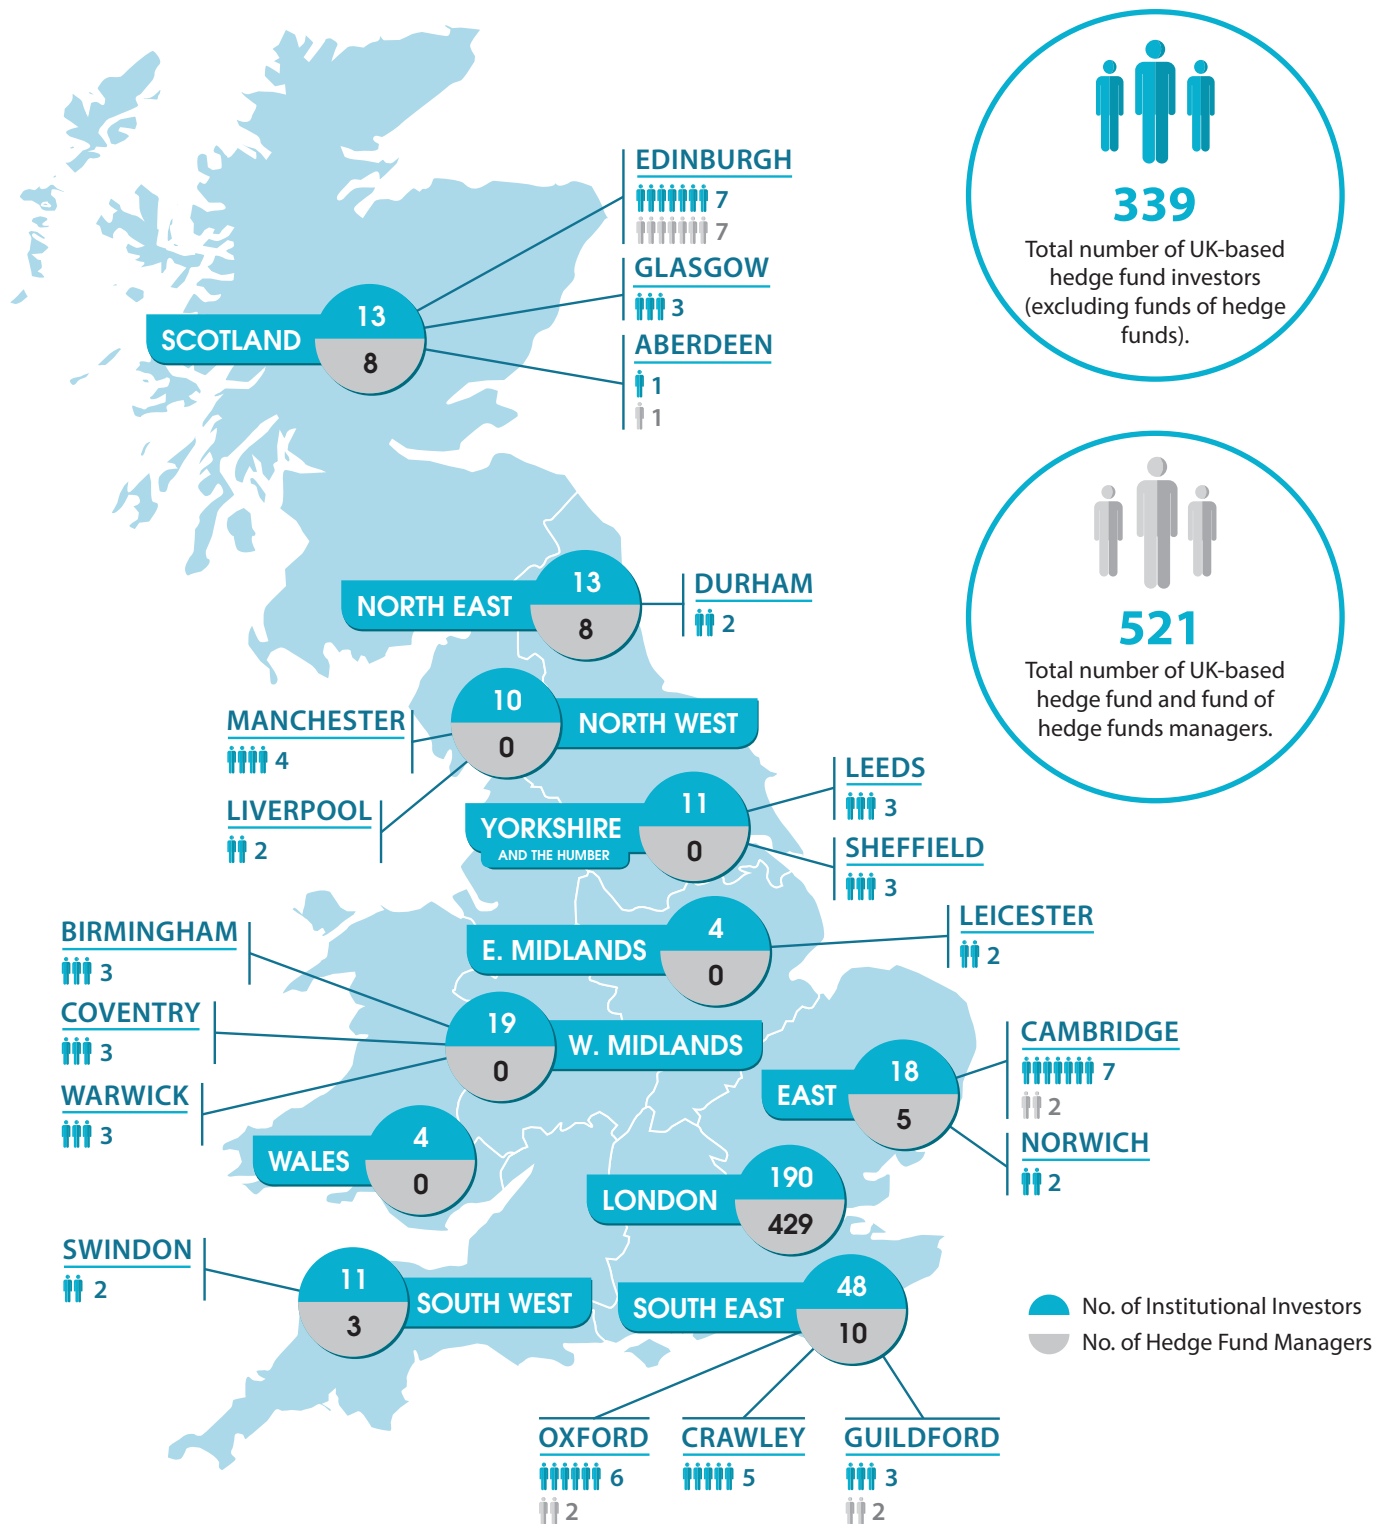 EDINBURGH
7
7
GLASGOW
3
ABERDEEN
1
1
SCOTLAND
13
8
339
Total number of UK-based
hedge fund investors
(excluding funds of hedge
funds).
521
Total number of UK-based
hedge fund and fund of
hedge funds managers.
NORTH EAST
13
8
DURHAM
2
MANCHESTER
4
LIVERPOOL
2
10
0
NORTH WEST
YORKSHIRE
AND THE HUMBER
11
0
LEEDS
3
SHEFFIELD
3
E. MIDLANDS
4
0
LEICESTER
2
BIRMINGHAM
3
COVENTRY
3
WARWICK
3
19
0
W. MIDLANDS
EAST
18
5
CAMBRIDGE
7
2
NORWICH
2
WALES
4
0
LONDON
190
429
SWINDON
2
11
3
SOUTH WEST
SOUTH EAST
48
10
No. of Institutional Investors
No. of Hedge Fund Managers
OXFORD
6
2
CRAWLEY
5
GUILDFORD
3
2